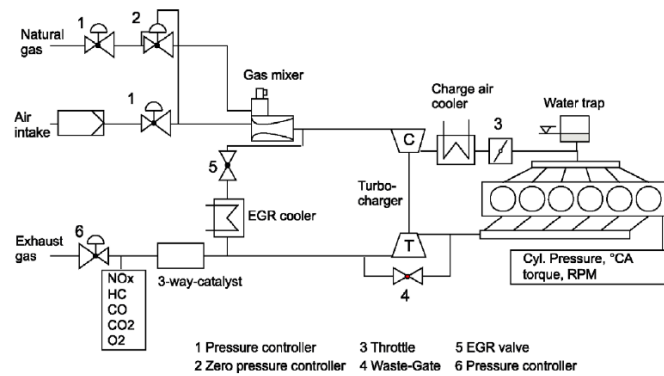 1
2
Natural
gas
Gas mixer
Air
intake
1
Charge air
cooler
3
Water trap
C
5
Turbo-
charger
EGR cooler
Exhaust
gas
6
3-way-catalyst
T
4
NOx
HC
CO
CO2
O2
Cyl. Pressure, °CA
torque, RPM
1 Pressure controller 3 Throttle 5 EGR valve
2 Zero pressure controller 4 Waste-Gate 6 Pressure controller